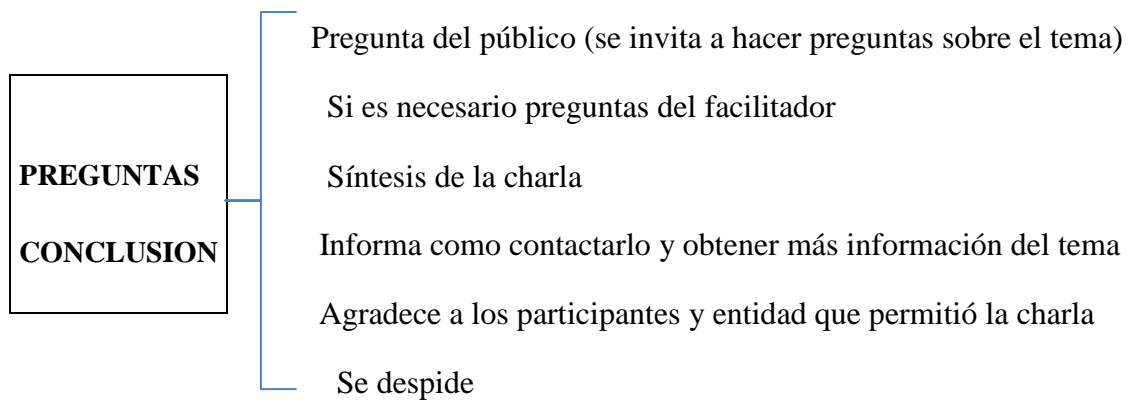 PREGUNTAS
CONCLUSION
Pregunta del público (se invita a hacer preguntas sobre el tema)
Si es necesario preguntas del facilitador
Síntesis de la charla
Informa como contactarlo y obtener más información del tema
Agradece a los participantes y entidad que permitió la charla
Se despide